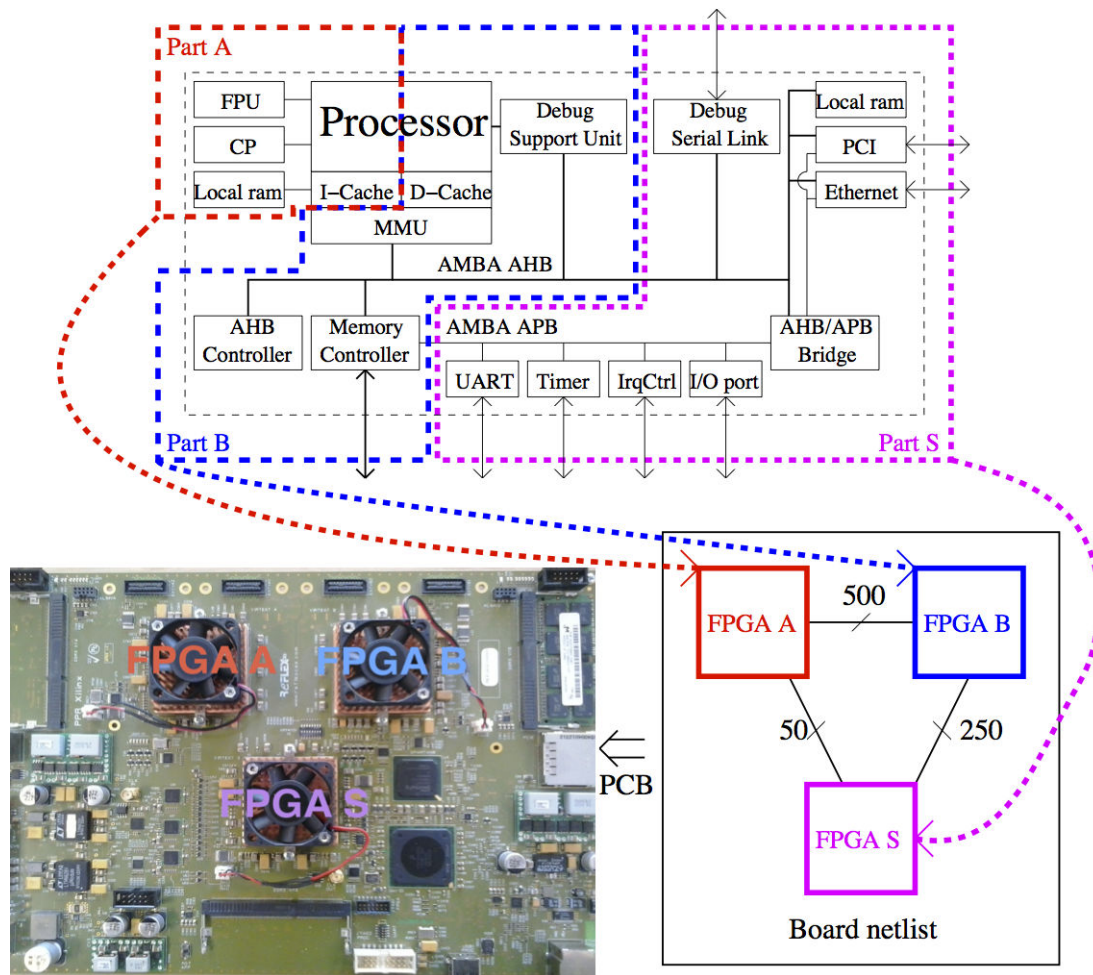 Part A
FPU
CP
Local ram
Processor
I-Cache
D-Cache
MMU
Debug
Support Unit
Debug
Serial Link
Local ram
PCI
Ethernet
AMBA AHB
AHB
Controller
Memory
Controller
AMBA APB
AHB/APB
Bridge
UART
Timer
IrqCtrl
I/O port
Part B
Part S
FPGA A
FPGA B
FPGA S
PPR Xilinx
PCB
FPGA A
500
FPGA B
50
250
FPGA S
Board netlist